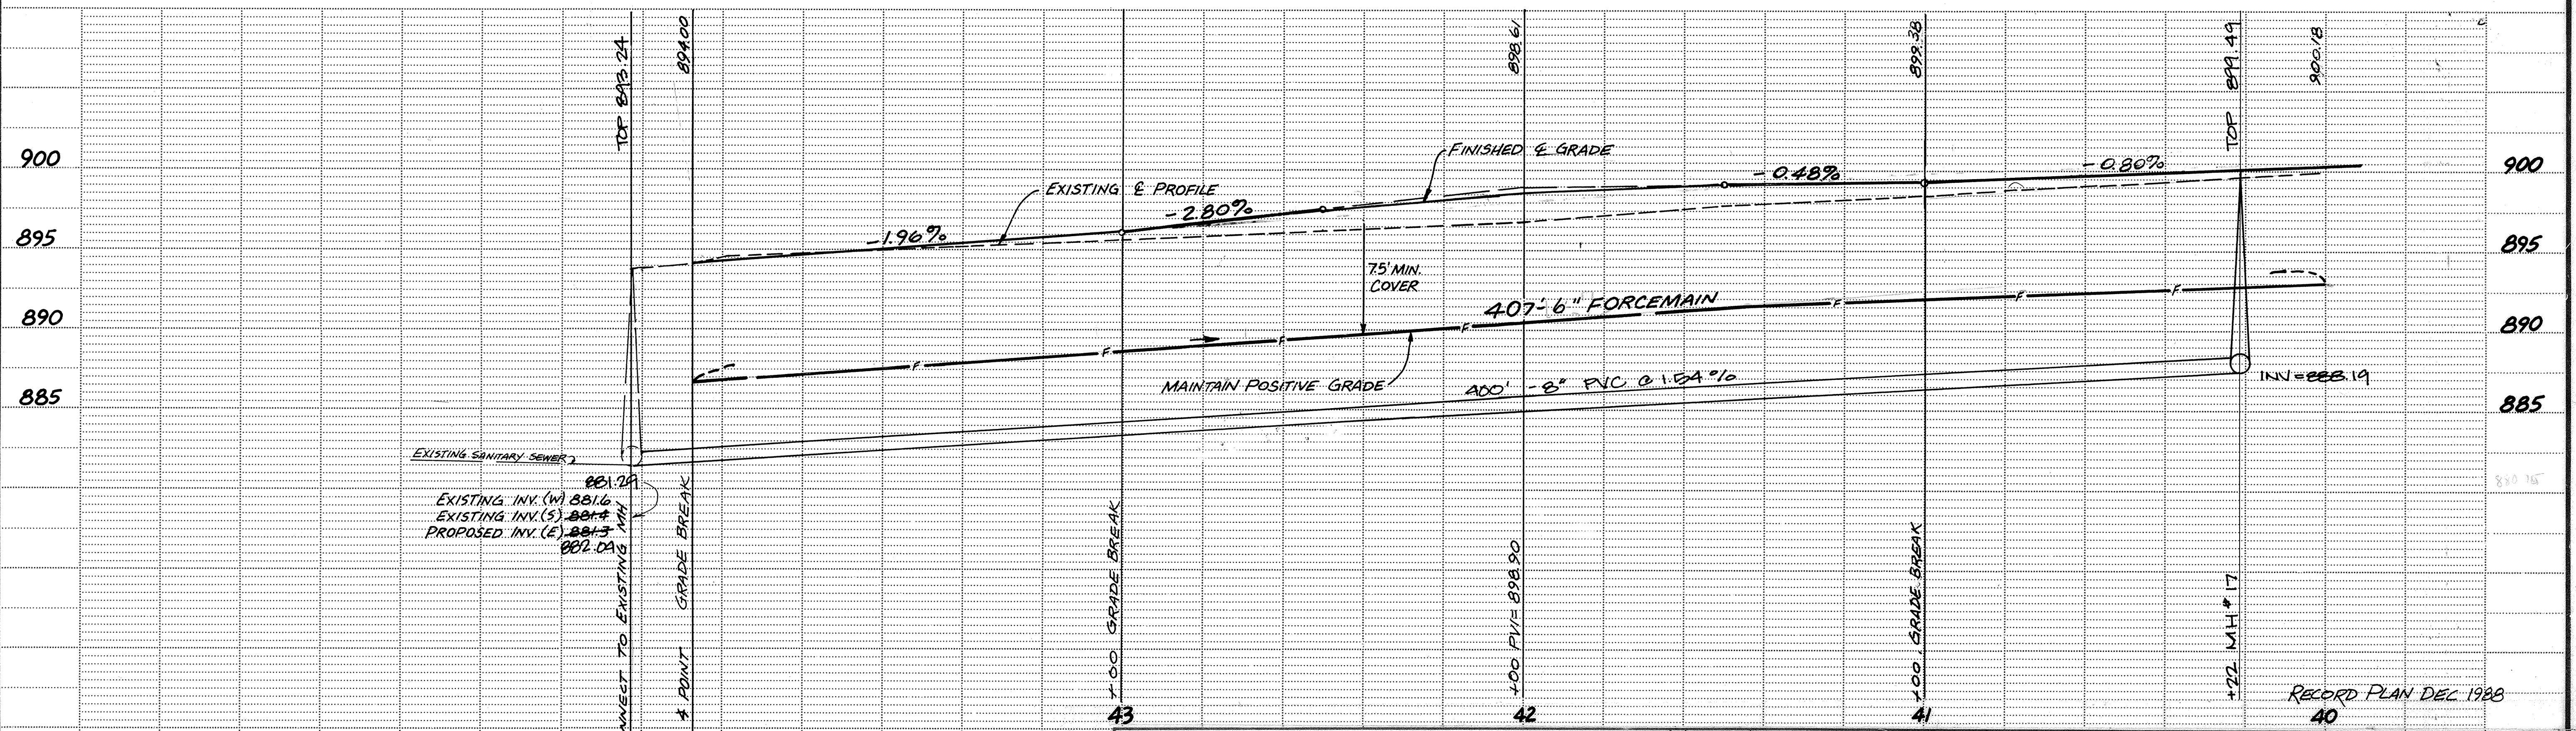 TOP 893.24
894.00
898.61
899.38
TOP 899.49
900.18
900
900
FINISHED ℄ GRADE
- 0.80%
- 0.48%
EXISTING ℄ PROFILE
- 2.80%
-1.96%
895
895
7.5' MIN.
COVER
407'-6" FORCEMAIN
F
F
F
F
F
F
F
890
890
MAINTAIN POSITIVE GRADE
400' - 8" PVC @ 1.54%
INV = 888.19
885
885
EXISTING SANITARY SEWER
881.29
EXISTING INV. (W) 881.6
EXISTING INV. (S) 881.4
PROPOSED INV. (E) 881.3
882.04
NNECT TO EXISTING MH
4 POINT GRADE BREAK
+00 GRADE BREAK
+00 PVI = 898.90
+00 GRADE BREAK
+22 MH # 17
RECORD PLAN DEC 1988
43
42
41
40